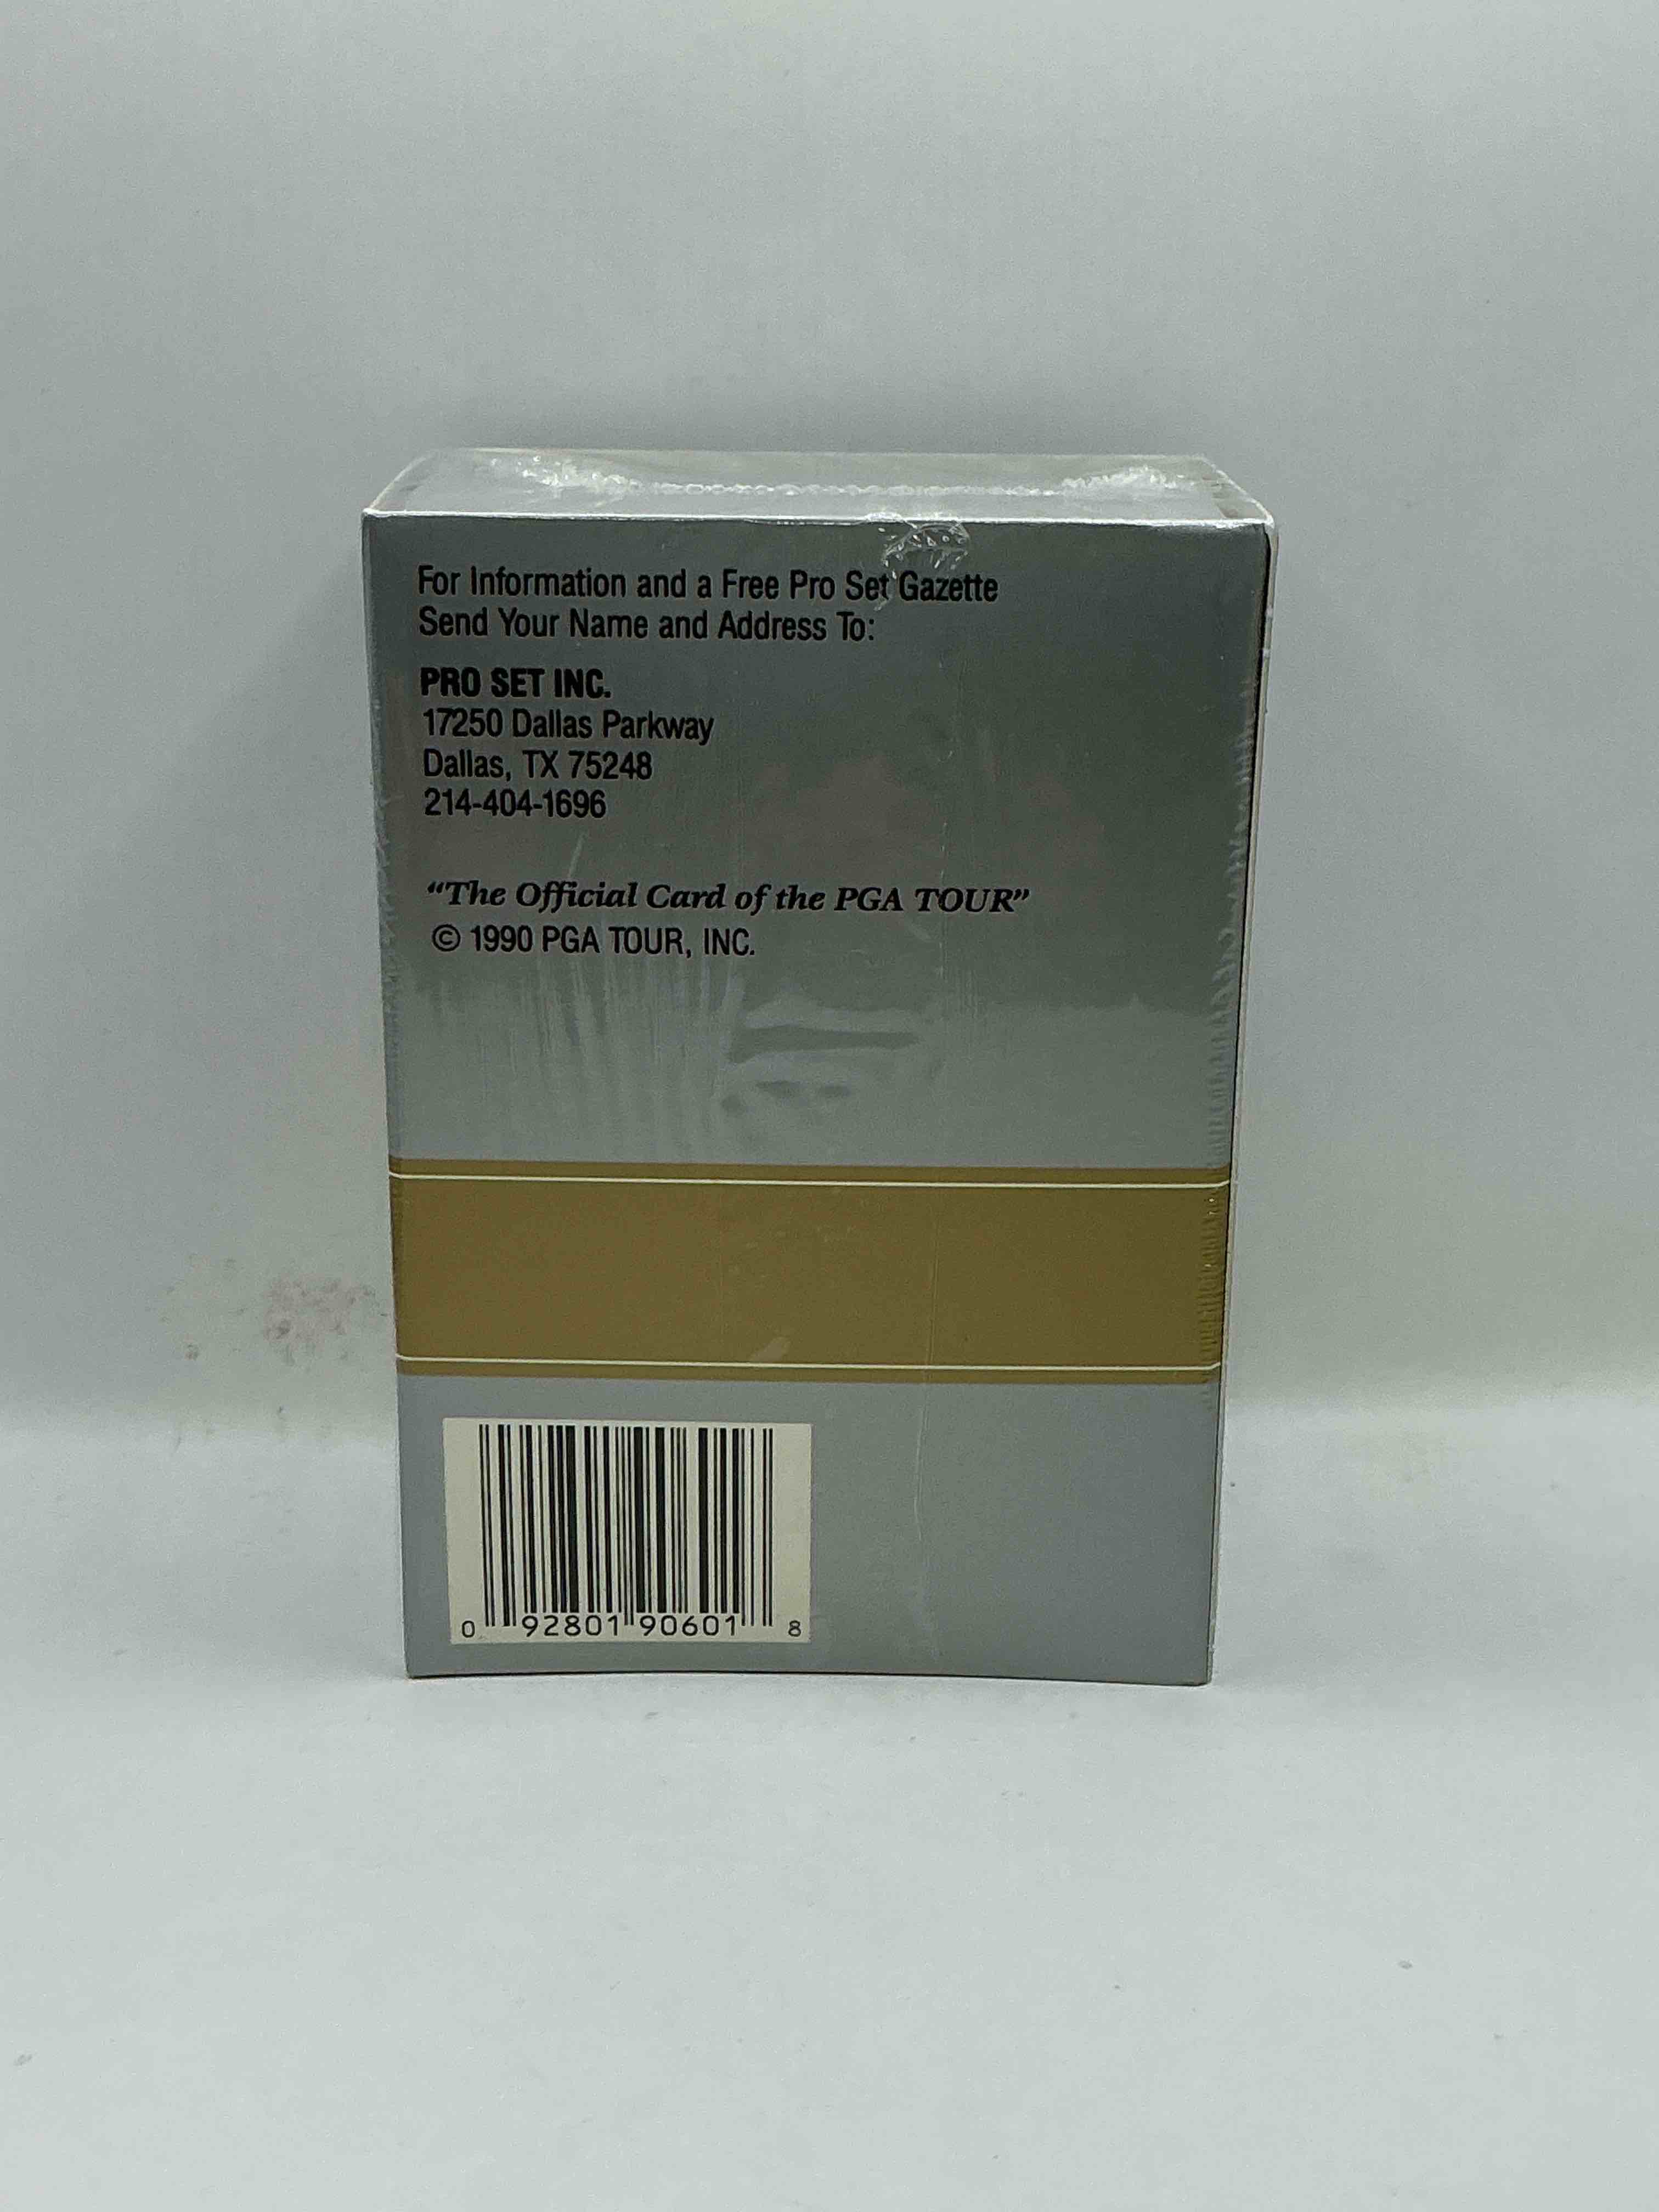 For Information and a Free Pro Set Gazette
Send Your Name and Address To:
PRO SET INC.
17250 Dallas Parkway
Dallas, TX 75248
214-404-1696
“The Official Card of the PGA TOUR”
© 1990 PGA TOUR, INC.
0 92801 90601 8